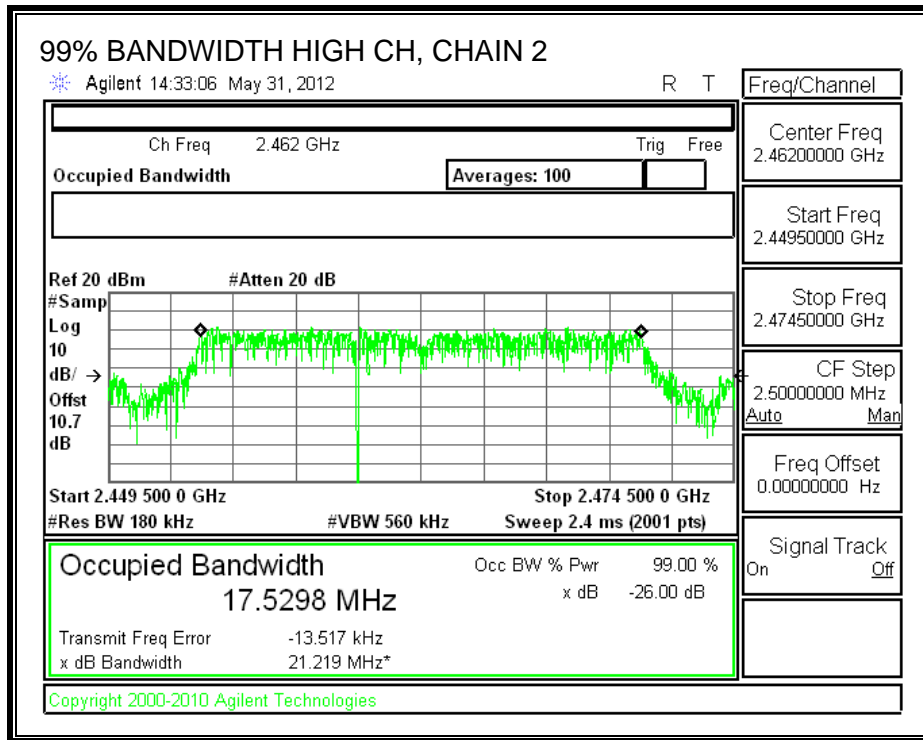 99% BANDWIDTH HIGH CH, CHAIN 2
Agilent 14:33:06 May 31, 2012 R T
Freq/Channel
Ch Freq 2.462 GHz Trig Free
Occupied Bandwidth Averages: 100
Center Freq
2.46200000 GHz
Start Freq
2.44950000 GHz
Stop Freq
2.47450000 GHz
CF Step
2.50000000 MHz
Auto Man
Freq Offset
0.00000000 Hz
Signal Track
On Off
Ref 20 dBm #Atten 20 dB
#Samp
Log
10
dB/
Offst
10.7
dB
Start 2.449 500 0 GHz Stop 2.474 500 0 GHz
#Res BW 180 kHz #VBW 560 kHz Sweep 2.4 ms (2001 pts)
Occupied Bandwidth Occ BW % Pwr 99.00 %
17.5298 MHz x dB -26.00 dB
Transmit Freq Error -13.517 kHz
x dB Bandwidth 21.219 MHz*
Copyright 2000-2010 Agilent Technologies